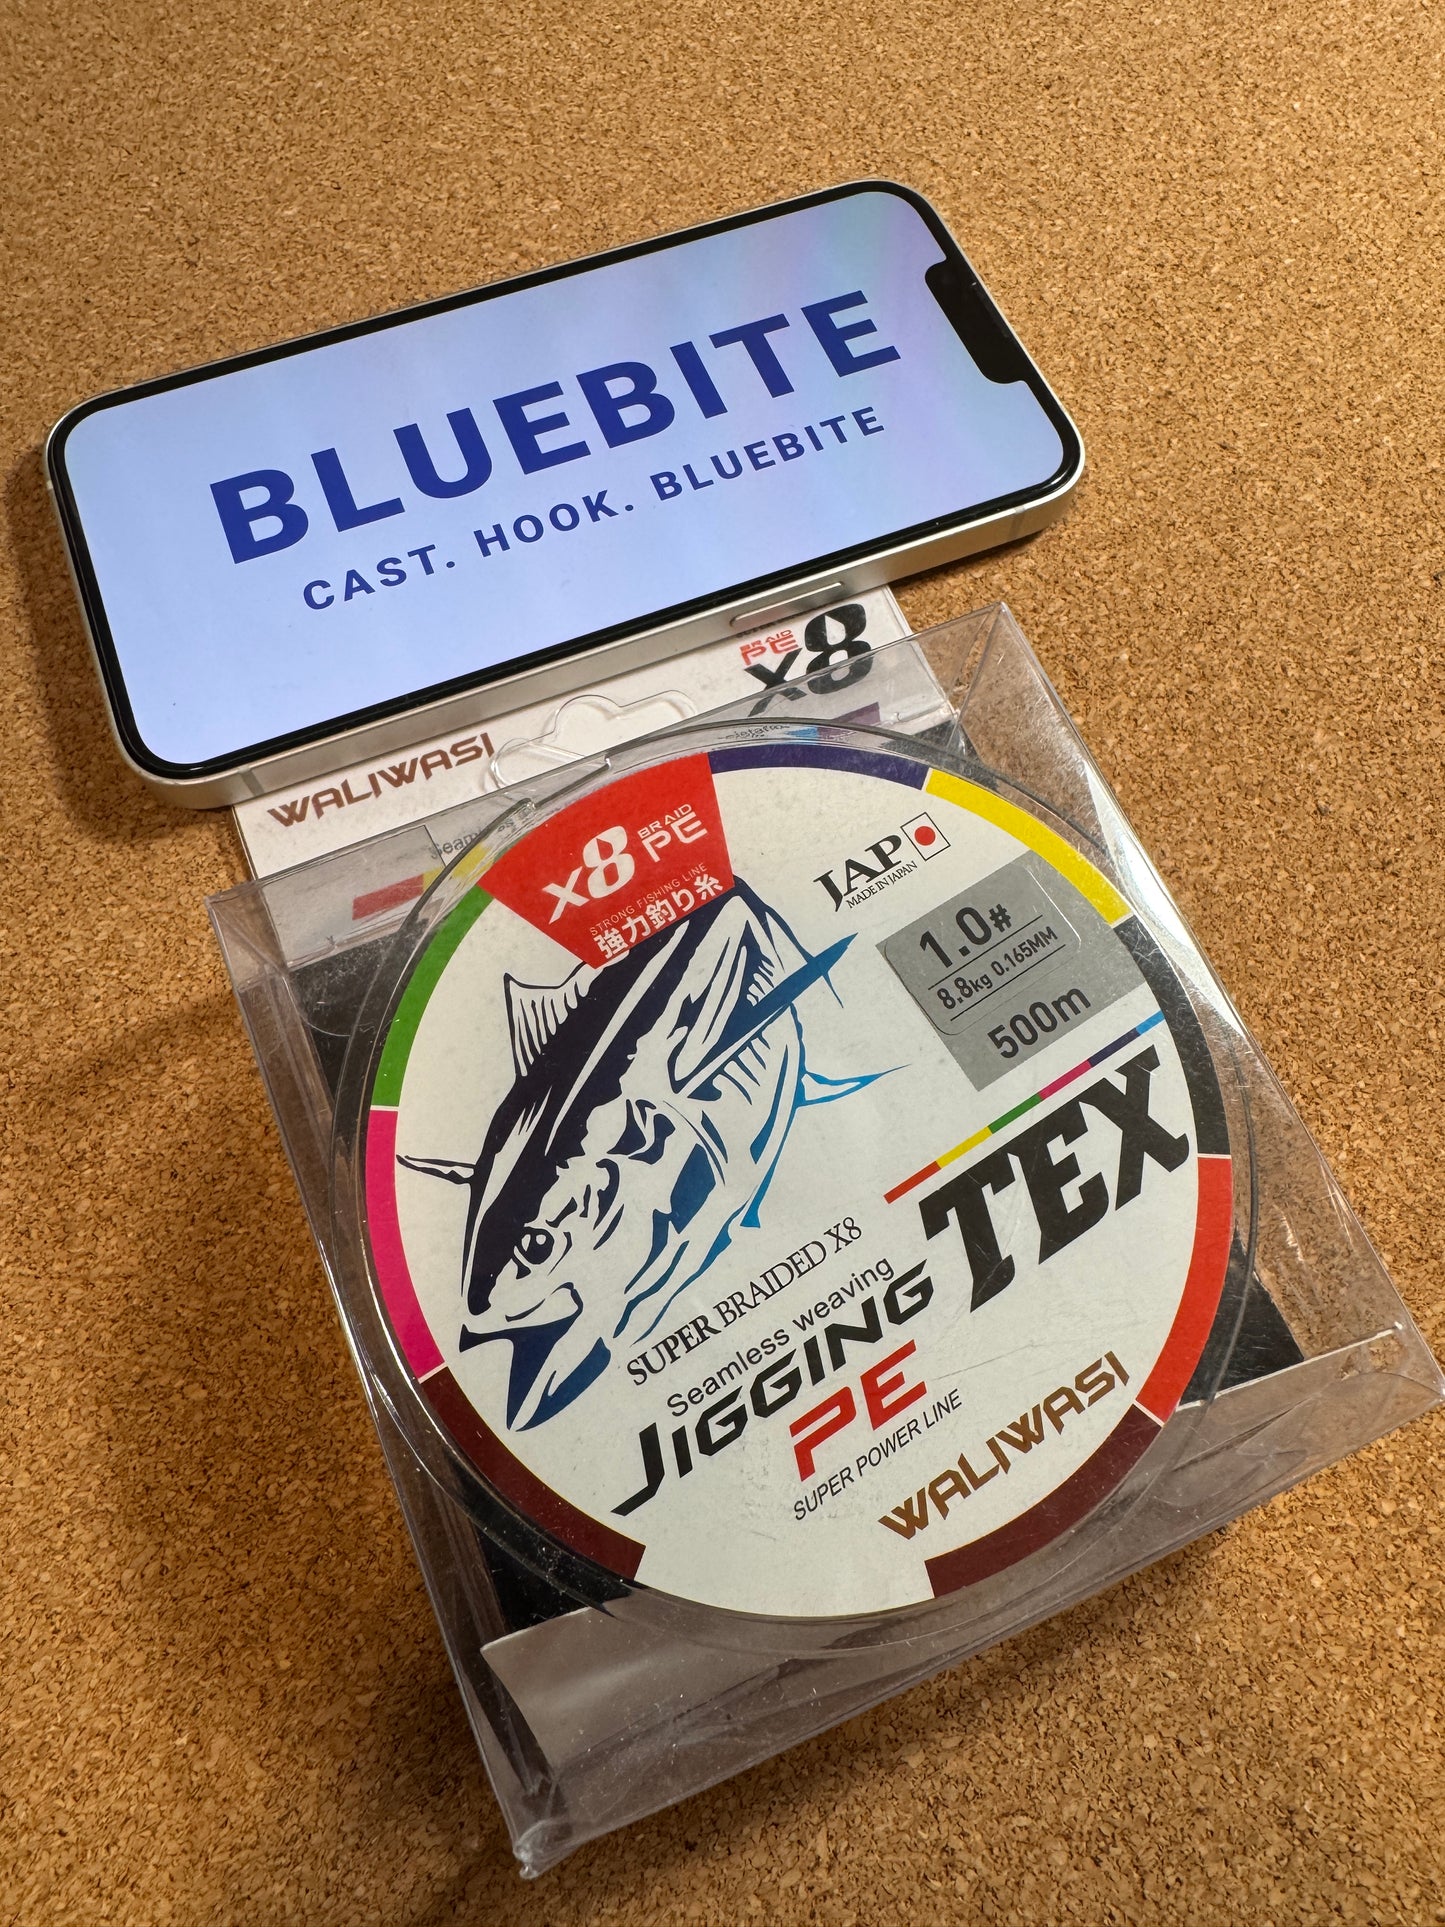 BLUEBITE
CAST. HOOK. BLUEBITE
BRAID
PE
X8
WALIWASI
X8 BRAID
PE
STRONG FISHING LINE
強力釣り糸
JAP
MADE IN JAPAN
1.0#
8.8kg 0.165MM
500m
TEX
SUPER BRAIDED X8
Seamless weaving
JIGGING
PE
SUPER POWER LINE
WALIWASI